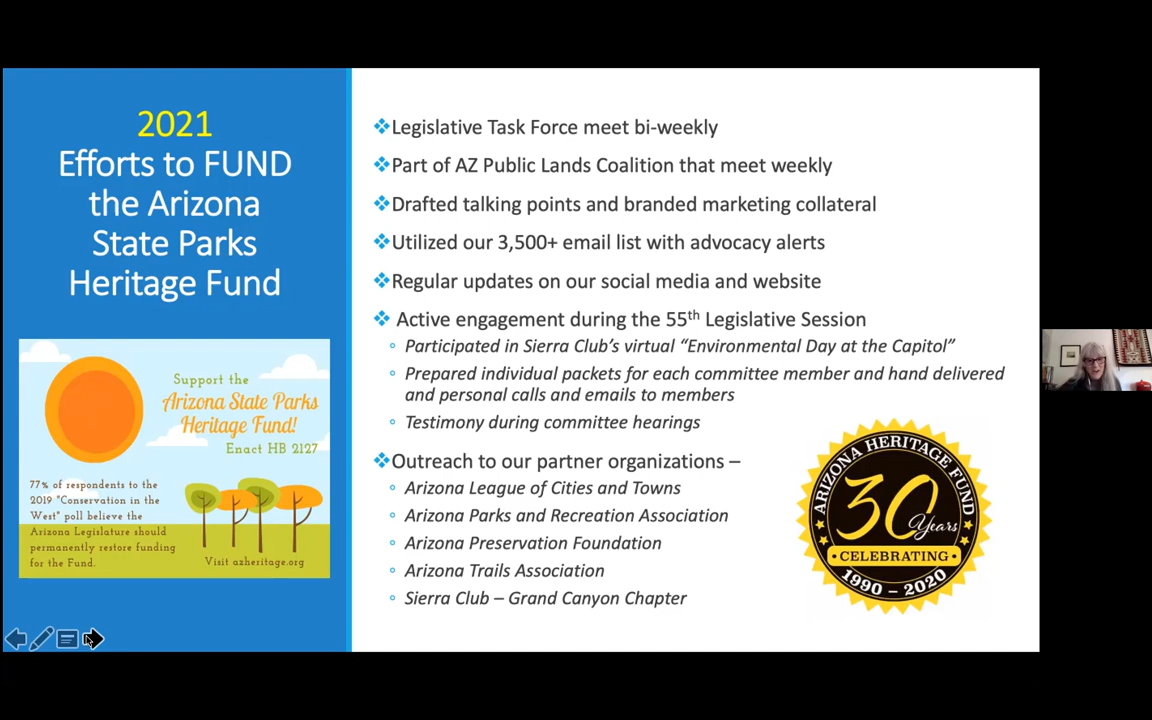 2021
Efforts to FUND
the Arizona
State Parks
Heritage Fund
Support the
Arizona State Parks
Heritage Fund!
Enact HB 2127
77% of respondents to the
2019 "Conservation in the
West" poll believe the
Arizona Legislature should
permanently restore funding
for the Fund.
Visit azheritage.org
Legislative Task Force meet bi-weekly
Part of AZ Public Lands Coalition that meet weekly
Drafted talking points and branded marketing collateral
Utilized our 3,500+ email list with advocacy alerts
Regular updates on our social media and website
Active engagement during the 55th Legislative Session
Participated in Sierra Club's virtual “Environmental Day at the Capitol”
Prepared individual packets for each committee member and hand delivered
and personal calls and emails to members
Testimony during committee hearings
Outreach to our partner organizations –
Arizona League of Cities and Towns
Arizona Parks and Recreation Association
Arizona Preservation Foundation
Arizona Trails Association
Sierra Club – Grand Canyon Chapter
ARIZONA HERITAGE FUND
30 Years
CELEBRATING
1990 – 2020